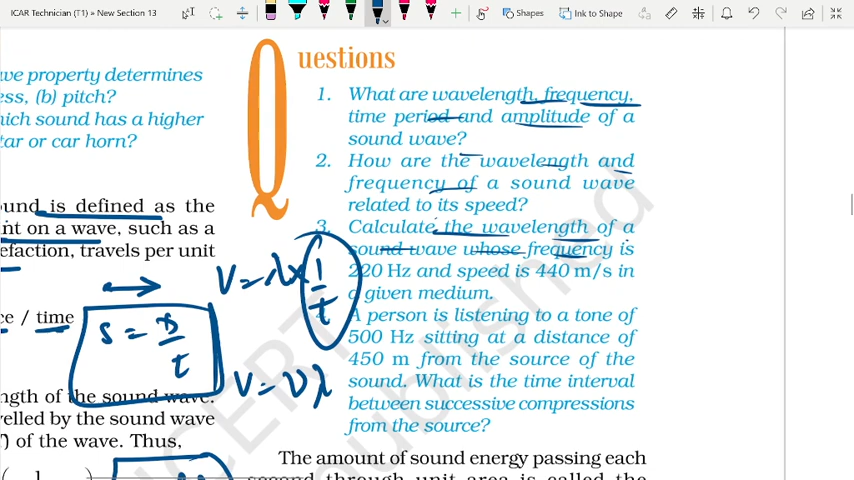 ICAR Technician (T1) » New Section 13
Shapes
Ink to Shape
ve property determines
ess, (b) pitch?
hich sound has a higher
tar or car horn?
und is defined as the
nt on a wave, such as a
efaction, travels per unit
ce / time
ngth of the sound wave.
velled by the sound wave
) of the wave. Thus,
Questions
1. What are wavelength, frequency,
time period and amplitude of a
sound wave?
2. How are the wavelength and
frequency of a sound wave
related to its speed?
3. Calculate the wavelength of a
sound wave whose frequency is
220 Hz and speed is 440 m/s in
a given medium.
4. A person is listening to a tone of
500 Hz sitting at a distance of
450 m from the source of the
sound. What is the time interval
between successive compressions
from the source?
The amount of sound energy passing each
second through unit area is called the
V = λ × 1/t
V = νλ